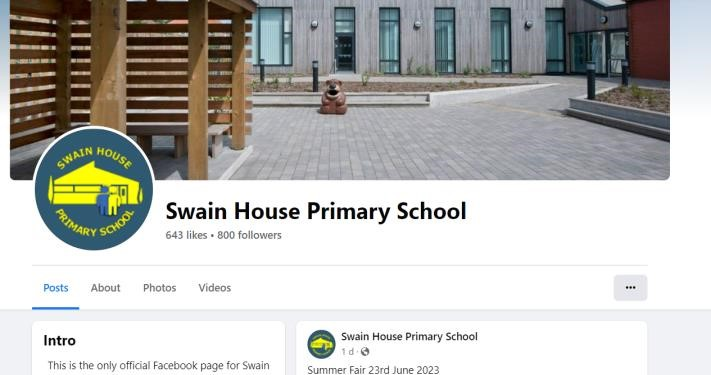 SWAIN HOUSE
PRIMARY SCHOOL
Swain House Primary School
643 likes • 800 followers
Posts About Photos Videos
Intro
This is the only official Facebook page for Swain
Swain House Primary School
1 d ·
Summer Fair 23rd June 2023